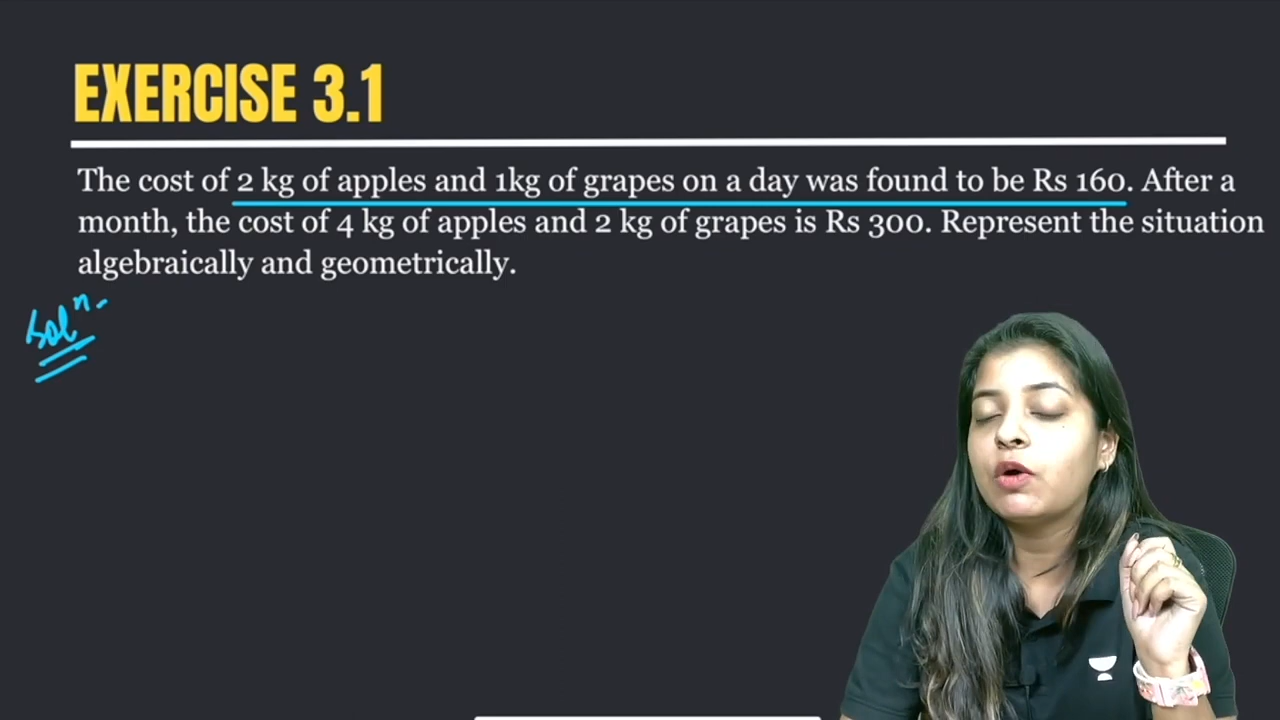 EXERCISE 3.1
The cost of 2 kg of apples and 1kg of grapes on a day was found to be Rs 160. After a
month, the cost of 4 kg of apples and 2 kg of grapes is Rs 300. Represent the situation
algebraically and geometrically.
Solⁿ.